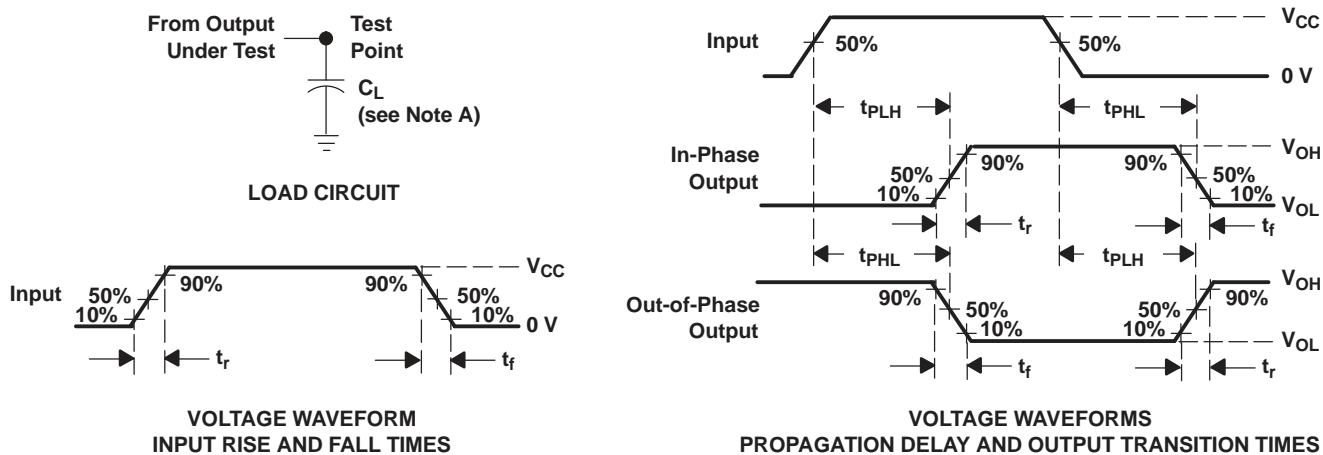 From Output
Under Test
Test
Point
CL
(see Note A)
LOAD CIRCUIT
Input
50%
10%
90%
90%
50%
10%
VCC
0 V
tr
tf
VOLTAGE WAVEFORM
INPUT RISE AND FALL TIMES
Input
50%
50%
VCC
0 V
tPLH
tPHL
In-Phase
Output
50%
10%
90%
90%
50%
10%
VOH
VOL
tr
tf
tPHL
tPLH
Out-of-Phase
Output
90%
50%
10%
50%
10%
90%
VOH
VOL
tf
tr
VOLTAGE WAVEFORMS
PROPAGATION DELAY AND OUTPUT TRANSITION TIMES